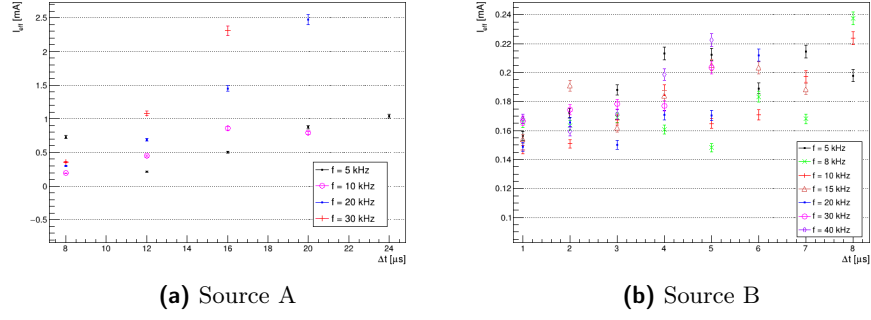 I_eff [mA]
2.5
2
1.5
1
0.5
0
−0.5
8 10 12 14 16 18 20 22 24
Δt [μs]
f = 5 kHz
f = 10 kHz
f = 20 kHz
f = 30 kHz
(a) Source A
I_eff [mA]
0.24
0.22
0.2
0.18
0.16
0.14
0.12
0.1
1 2 3 4 5 6 7 8
Δt [μs]
f = 5 kHz
f = 8 kHz
f = 10 kHz
f = 15 kHz
f = 20 kHz
f = 30 kHz
f = 40 kHz
(b) Source B